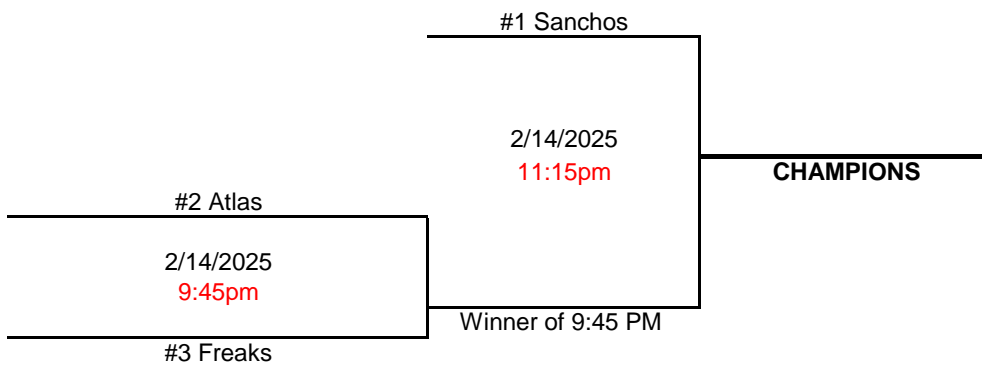 #1 Sanchos
2/14/2025
11:15pm
CHAMPIONS
#2 Atlas
2/14/2025
9:45pm
Winner of 9:45 PM
#3 Freaks